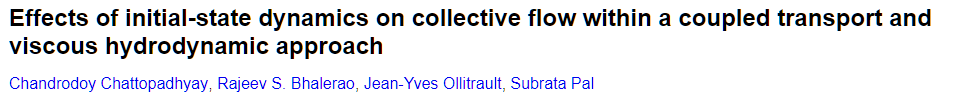 Effects of initial-state dynamics on collective flow within a coupled transport and
viscous hydrodynamic approach
Chandrodoy Chattopadhyay, Rajeev S. Bhalerao, Jean-Yves Ollitrault, Subrata Pal